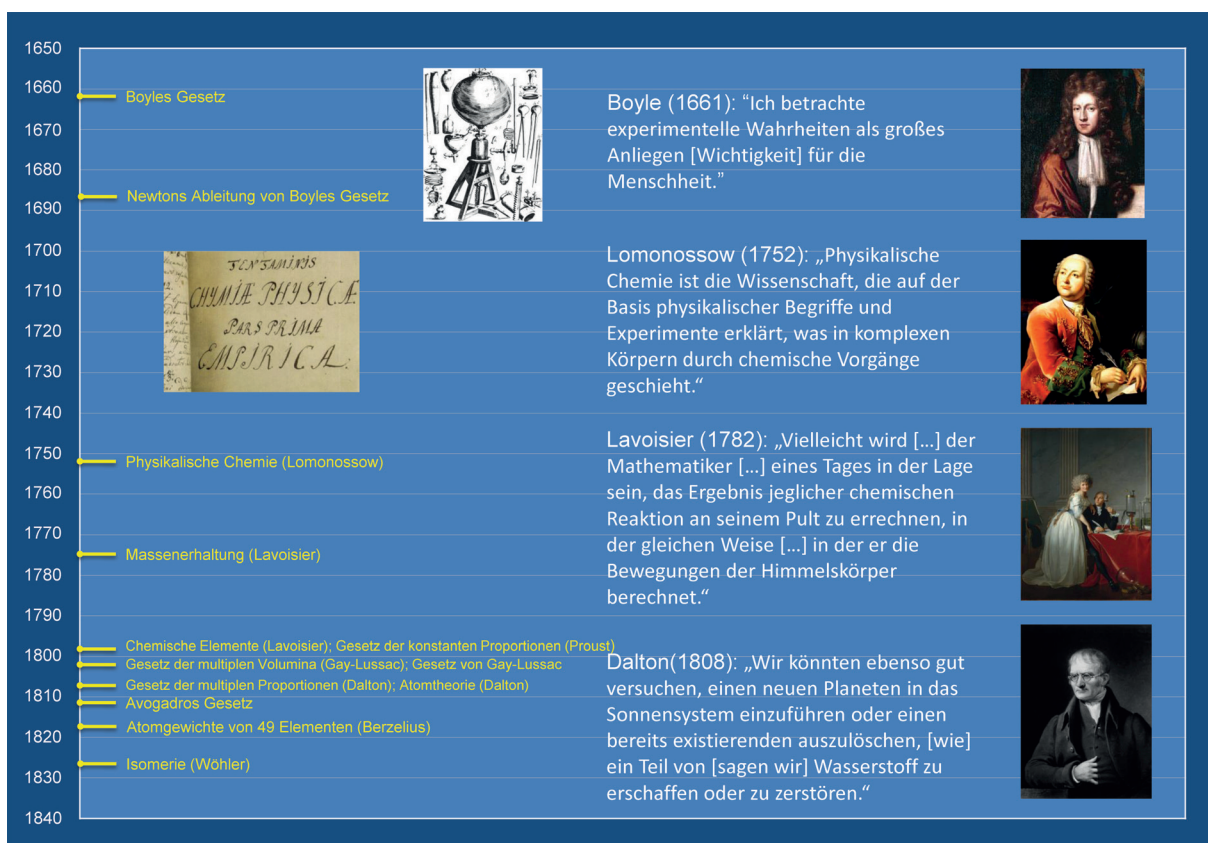 1650
1660
1670
1680
1690
1700
1710
1720
1730
1740
1750
1760
1770
1780
1790
1800
1810
1820
1830
1840
Boyles Gesetz
Newtons Ableitung von Boyles Gesetz
Physikalische Chemie (Lomonossow)
Massenerhaltung (Lavoisier)
Chemische Elemente (Lavoisier); Gesetz der konstanten Proportionen (Proust)
Gesetz der multiplen Volumina (Gay-Lussac); Gesetz von Gay-Lussac
Gesetz der multiplen Proportionen (Dalton); Atomtheorie (Dalton)
Avogadros Gesetz
Atomgewichte von 49 Elementen (Berzelius)
Isomerie (Wöhler)
TENTAMINIS
CHYMIÆ PHYSICÆ
PARS PRIMA
EMPIRICA.
Boyle (1661): “Ich betrachte
experimentelle Wahrheiten als großes
Anliegen [Wichtigkeit] für die
Menschheit.”
Lomonossow (1752): „Physikalische
Chemie ist die Wissenschaft, die auf der
Basis physikalischer Begriffe und
Experimente erklärt, was in komplexen
Körpern durch chemische Vorgänge
geschieht.“
Lavoisier (1782): „Vielleicht wird [...] der
Mathematiker [...] eines Tages in der Lage
sein, das Ergebnis jeglicher chemischen
Reaktion an seinem Pult zu errechnen, in
der gleichen Weise [...] in der er die
Bewegungen der Himmelskörper
berechnet.“
Dalton(1808): „Wir könnten ebenso gut
versuchen, einen neuen Planeten in das
Sonnensystem einzuführen oder einen
bereits existierenden auszulöschen, [wie]
ein Teil von [sagen wir] Wasserstoff zu
erschaffen oder zu zerstören.“